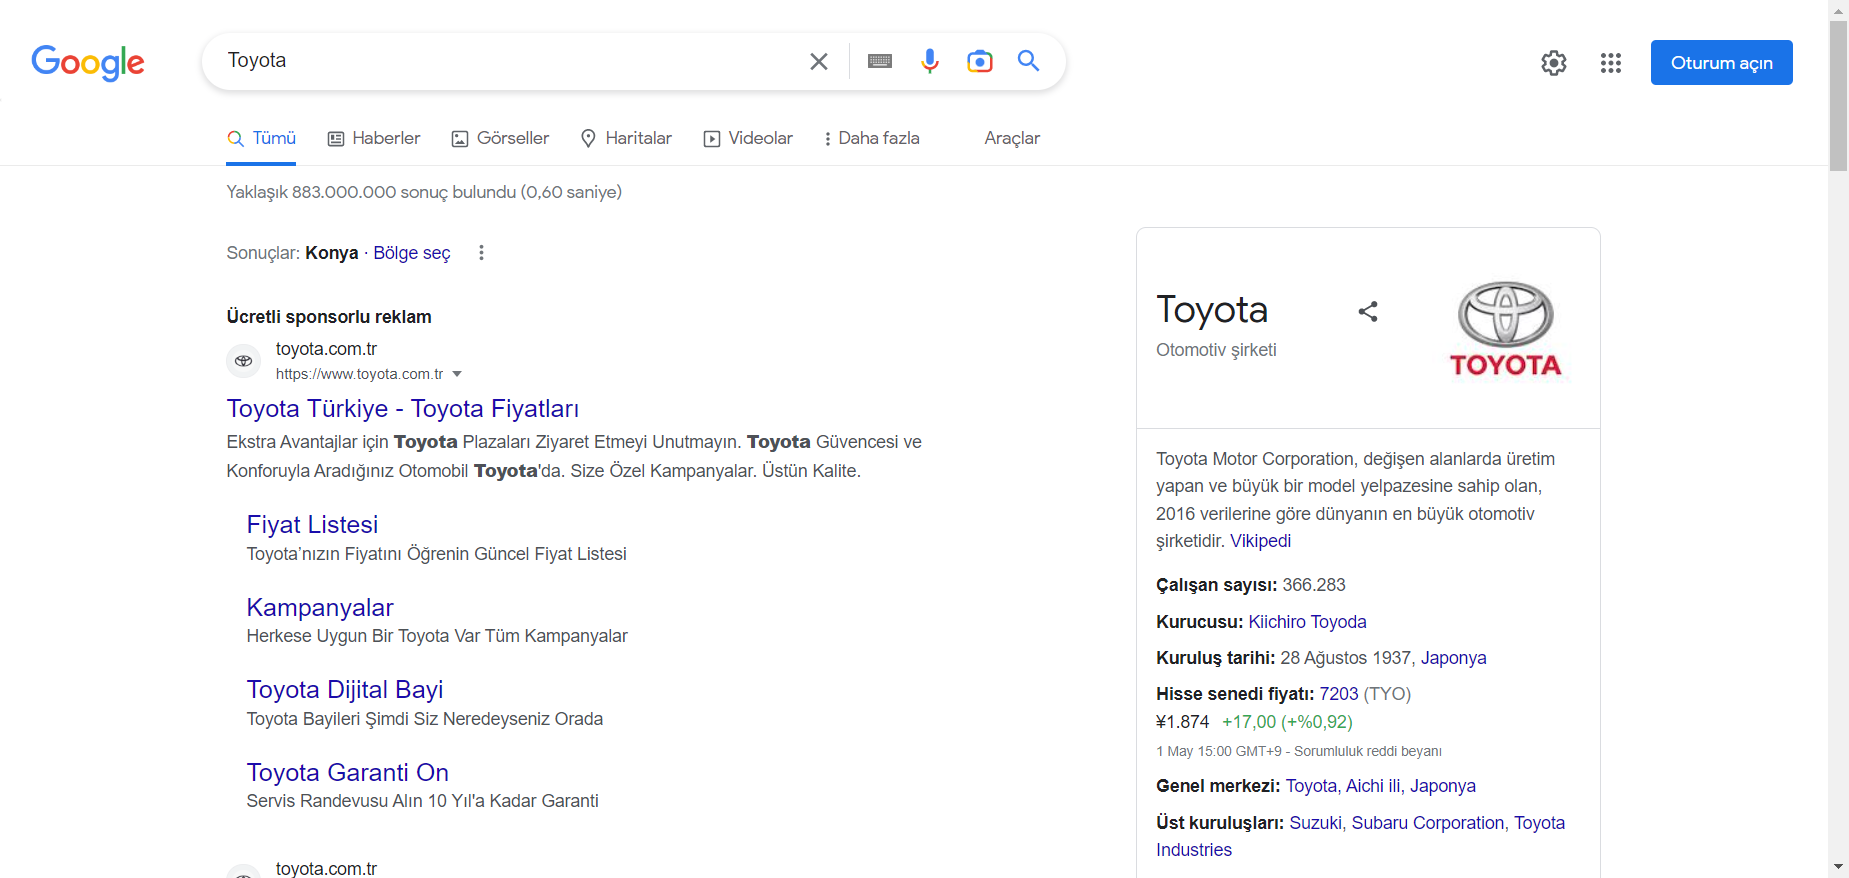 Google
Toyota
Oturum açın
Tümü
Haberler
Görseller
Haritalar
Videolar
Daha fazla
Araçlar
Yaklaşık 883.000.000 sonuç bulundu (0,60 saniye)
Sonuçlar: Konya · Bölge seç
Ücretli sponsorlu reklam
toyota.com.tr
https://www.toyota.com.tr
Toyota Türkiye - Toyota Fiyatları
Ekstra Avantajlar için Toyota Plazaları Ziyaret Etmeyi Unutmayın. Toyota Güvencesi ve
Konforuyla Aradığınız Otomobil Toyota'da. Size Özel Kampanyalar. Üstün Kalite.
Fiyat Listesi
Toyota’nızın Fiyatını Öğrenin Güncel Fiyat Listesi
Kampanyalar
Herkese Uygun Bir Toyota Var Tüm Kampanyalar
Toyota Dijital Bayi
Toyota Bayileri Şimdi Siz Neredeyseniz Orada
Toyota Garanti On
Servis Randevusu Alın 10 Yıl'a Kadar Garanti
toyota.com.tr
Toyota
Otomotiv şirketi
TOYOTA
Toyota Motor Corporation, değişen alanlarda üretim
yapan ve büyük bir model yelpazesine sahip olan,
2016 verilerine göre dünyanın en büyük otomotiv
şirketidir. Vikipedi
Çalışan sayısı: 366.283
Kurucusu: Kiichiro Toyoda
Kuruluş tarihi: 28 Ağustos 1937, Japonya
Hisse senedi fiyatı: 7203 (TYO)
¥1.874 +17,00 (+%0,92)
1 May 15:00 GMT+9 - Sorumluluk reddi beyanı
Genel merkezi: Toyota, Aichi ili, Japonya
Üst kuruluşları: Suzuki, Subaru Corporation, Toyota
Industries